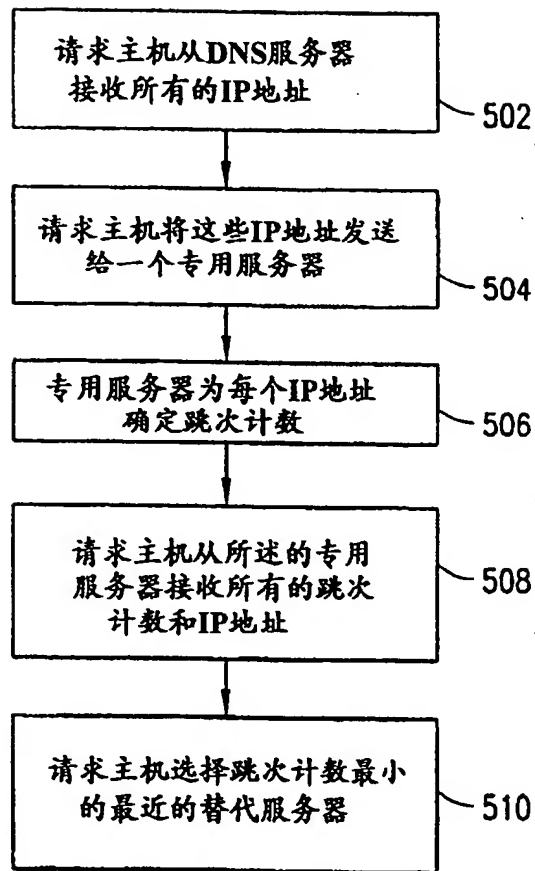 请求主机从DNS服务器
接收所有的IP地址
502
请求主机将这些IP地址发送
给一个专用服务器
504
专用服务器为每个IP地址
确定跳次计数
506
请求主机从所述的专用
服务器接收所有的跳次
计数和IP地址
508
请求主机选择跳次计数最小
的最近的替代服务器
510